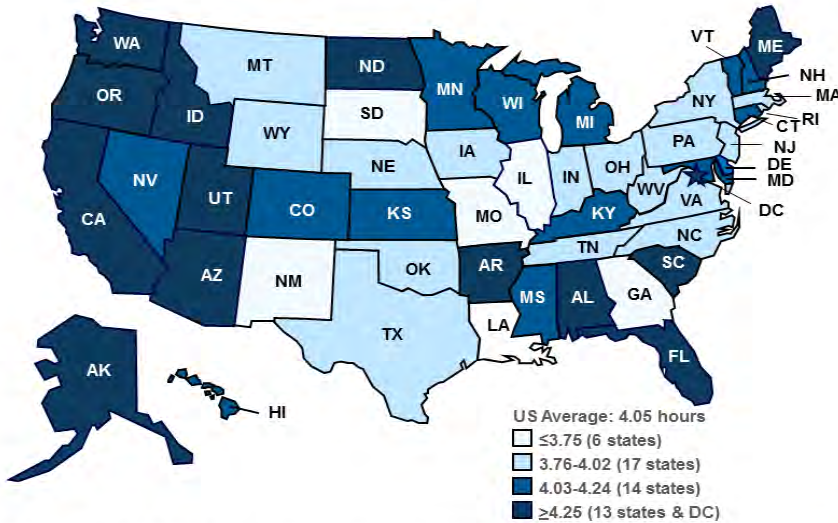 WA
MT
ND
VT
ME
OR
ID
WY
SD
MN
WI
MI
NY
NH
MA
RI
CT
NJ
DE
MD
DC
NV
UT
CO
NE
IA
IL
IN
OH
PA
WV
VA
CA
AZ
NM
KS
MO
KY
TN
NC
OK
AR
SC
TX
LA
MS
AL
GA
FL
AK
HI
US Average: 4.05 hours
≤3.75 (6 states)
3.76-4.02 (17 states)
4.03-4.24 (14 states)
≥4.25 (13 states & DC)